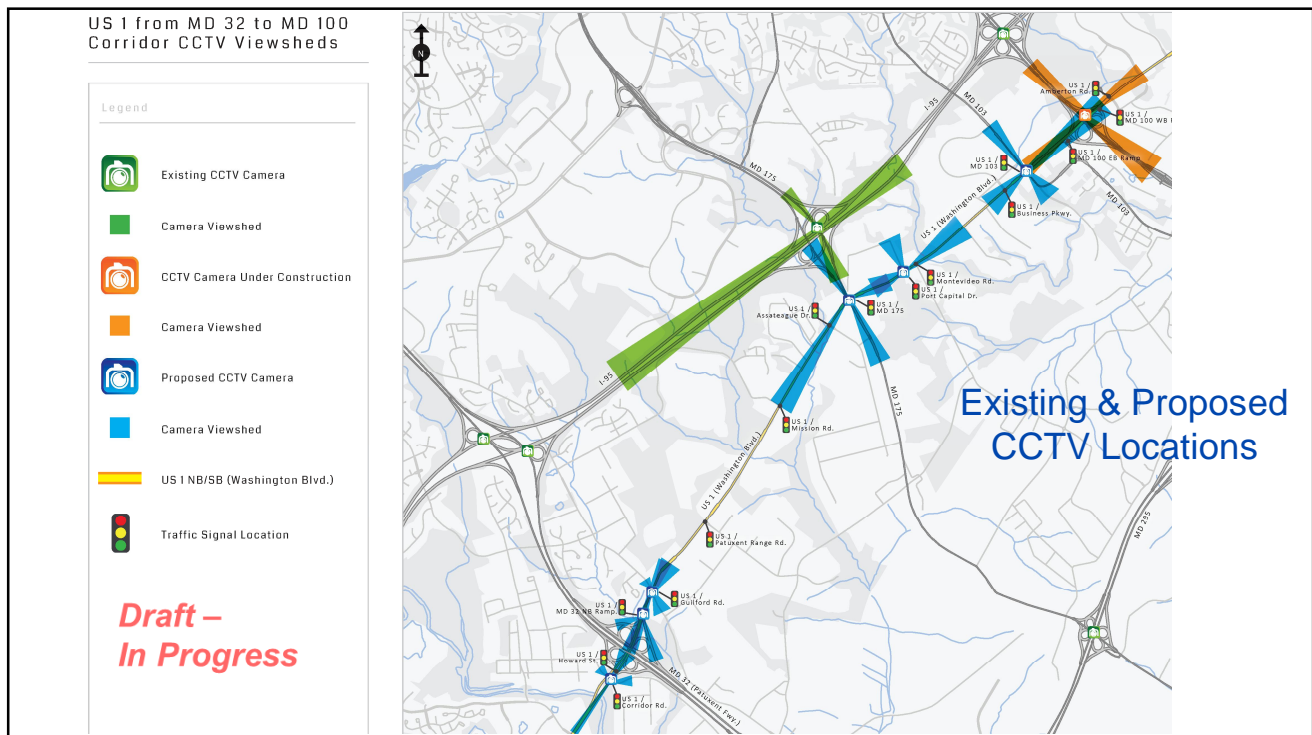 US 1 from MD 32 to MD 100
Corridor CCTV Viewsheds
Legend
Existing CCTV Camera
Camera Viewshed
CCTV Camera Under Construction
Camera Viewshed
Proposed CCTV Camera
Camera Viewshed
US 1 NB/SB (Washington Blvd.)
Traffic Signal Location
Draft –
In Progress
N
I-95
MD 103
US 1 /
Amberton Rd.
US 1 /
MD 100 WB
US 1 /
MD 100 EB Ramp
US 1 /
MD 103
MD 175
US 1 /
Business Pkwy.
MD 103
US 1 (Washington Blvd.)
US 1 /
Montevideo Rd.
US 1 /
Port Capital Dr.
US 1 /
MD 175
US 1 /
Assateague Dr.
I-95
MD 175
Existing & Proposed
CCTV Locations
US 1 /
Mission Rd.
US 1 (Washington Blvd.)
MD 295
US 1 /
Patuxent Range Rd.
US 1 /
Guilford Rd.
US 1 /
MD 32 NB Ramp
US 1 /
Howard St.
MD 32 (Patuxent Fwy.)
US 1 /
Corridor Rd.